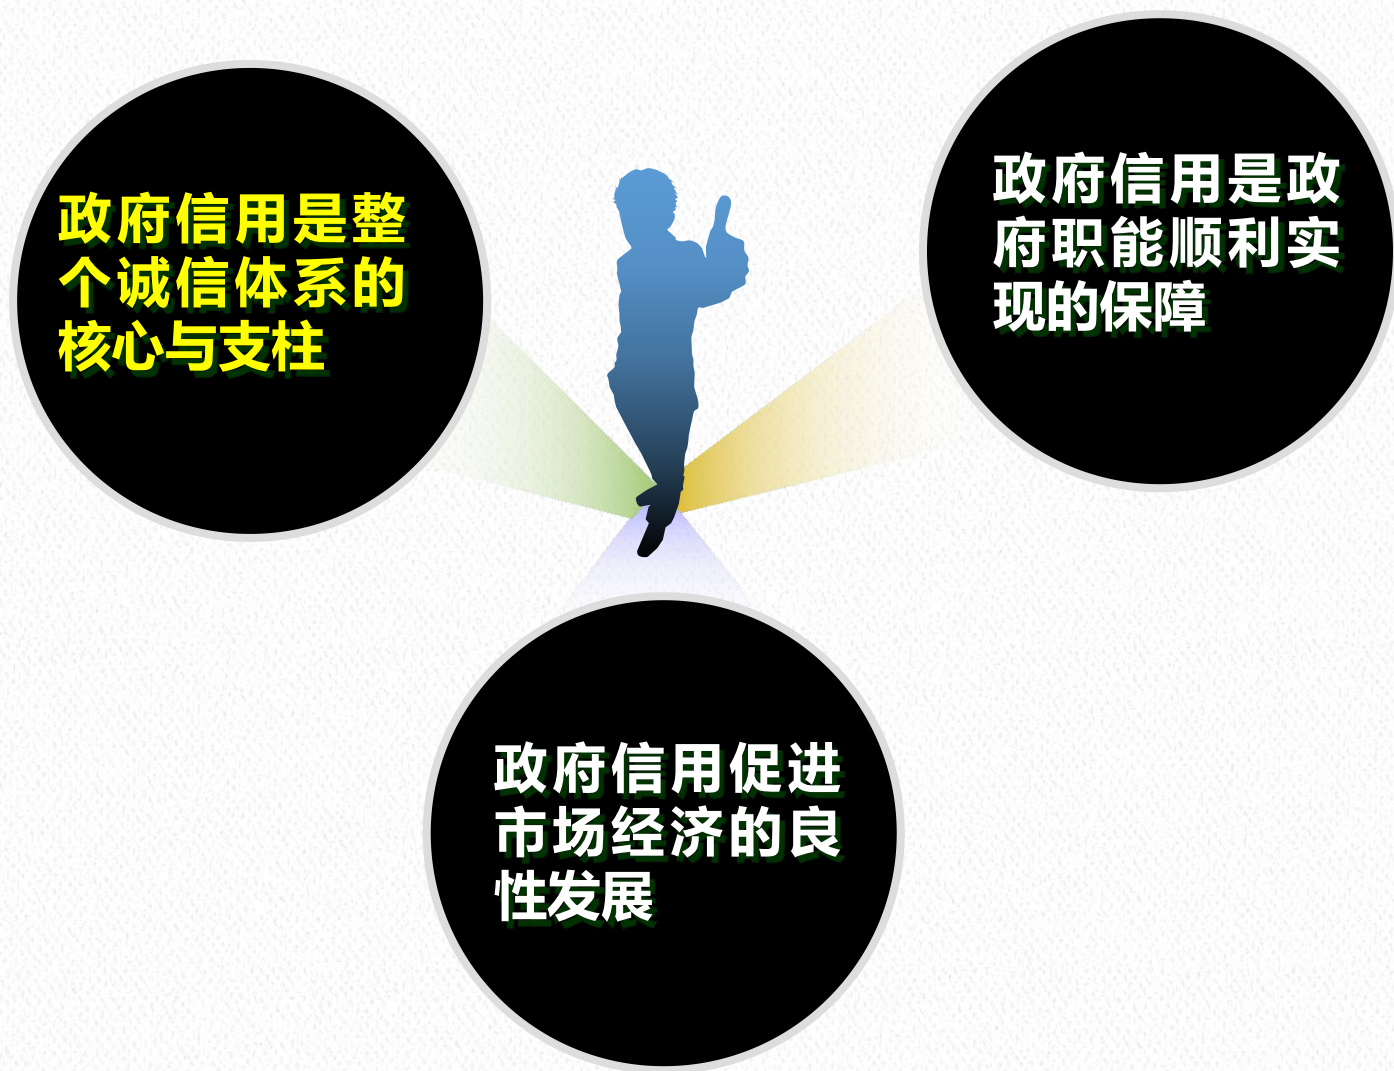 政府信用是整
个诚信体系的
核心与支柱
政府信用是政
府职能顺利实
现的保障
政府信用促进
市场经济的良
性发展